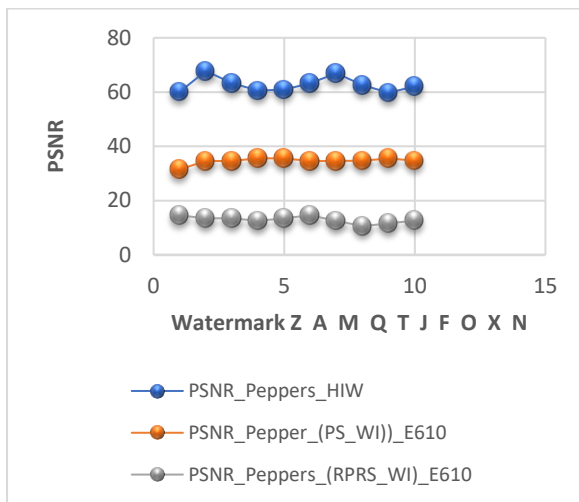 80
60
40
20
0
PSNR
0 5 10 15
Watermark Z A M Q T J F O X N
PSNR_Peppers_HIW
PSNR_Pepper_(PS_WI))_E610
PSNR_Peppers_(RPRS_WI)_E610